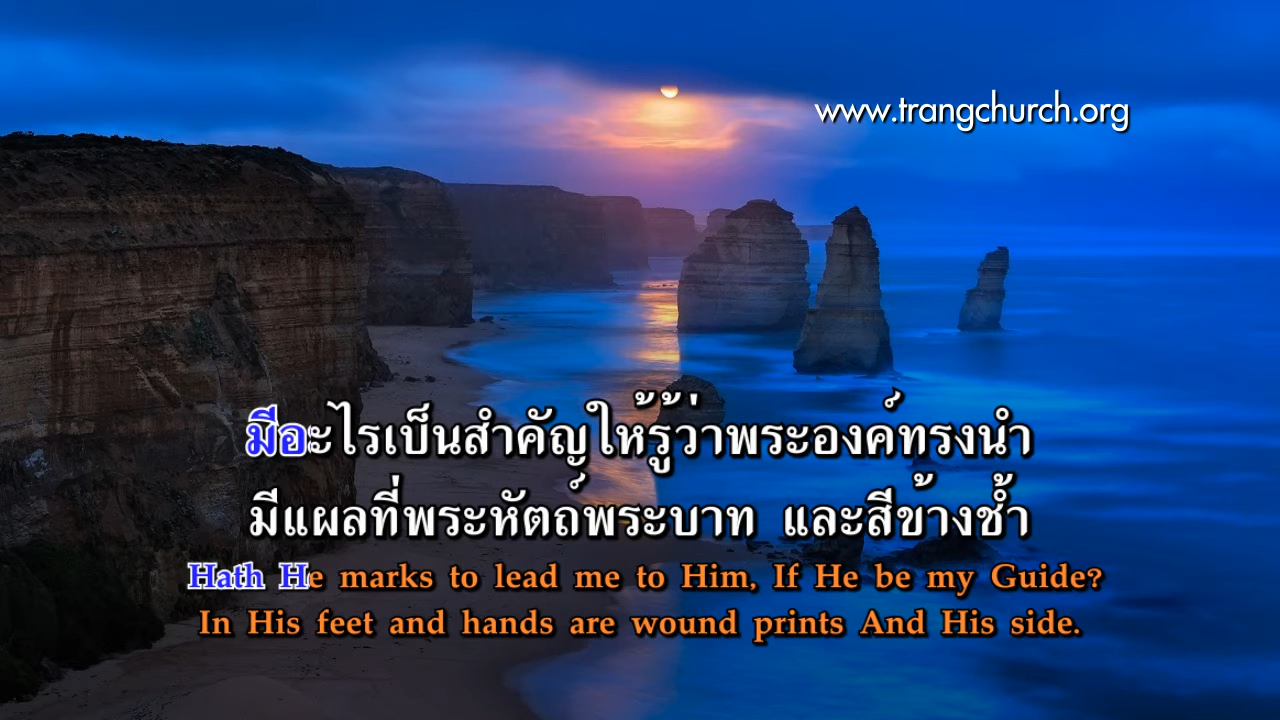 www.trangchurch.org
มีอะไรเป็นสำคัญให้รู้ว่าพระองค์ทรงนำ
มีแผลที่พระหัตถ์พระบาท และสีข้างช้ำ
Hath He marks to lead me to Him, If He be my Guide?
In His feet and hands are wound prints And His side.